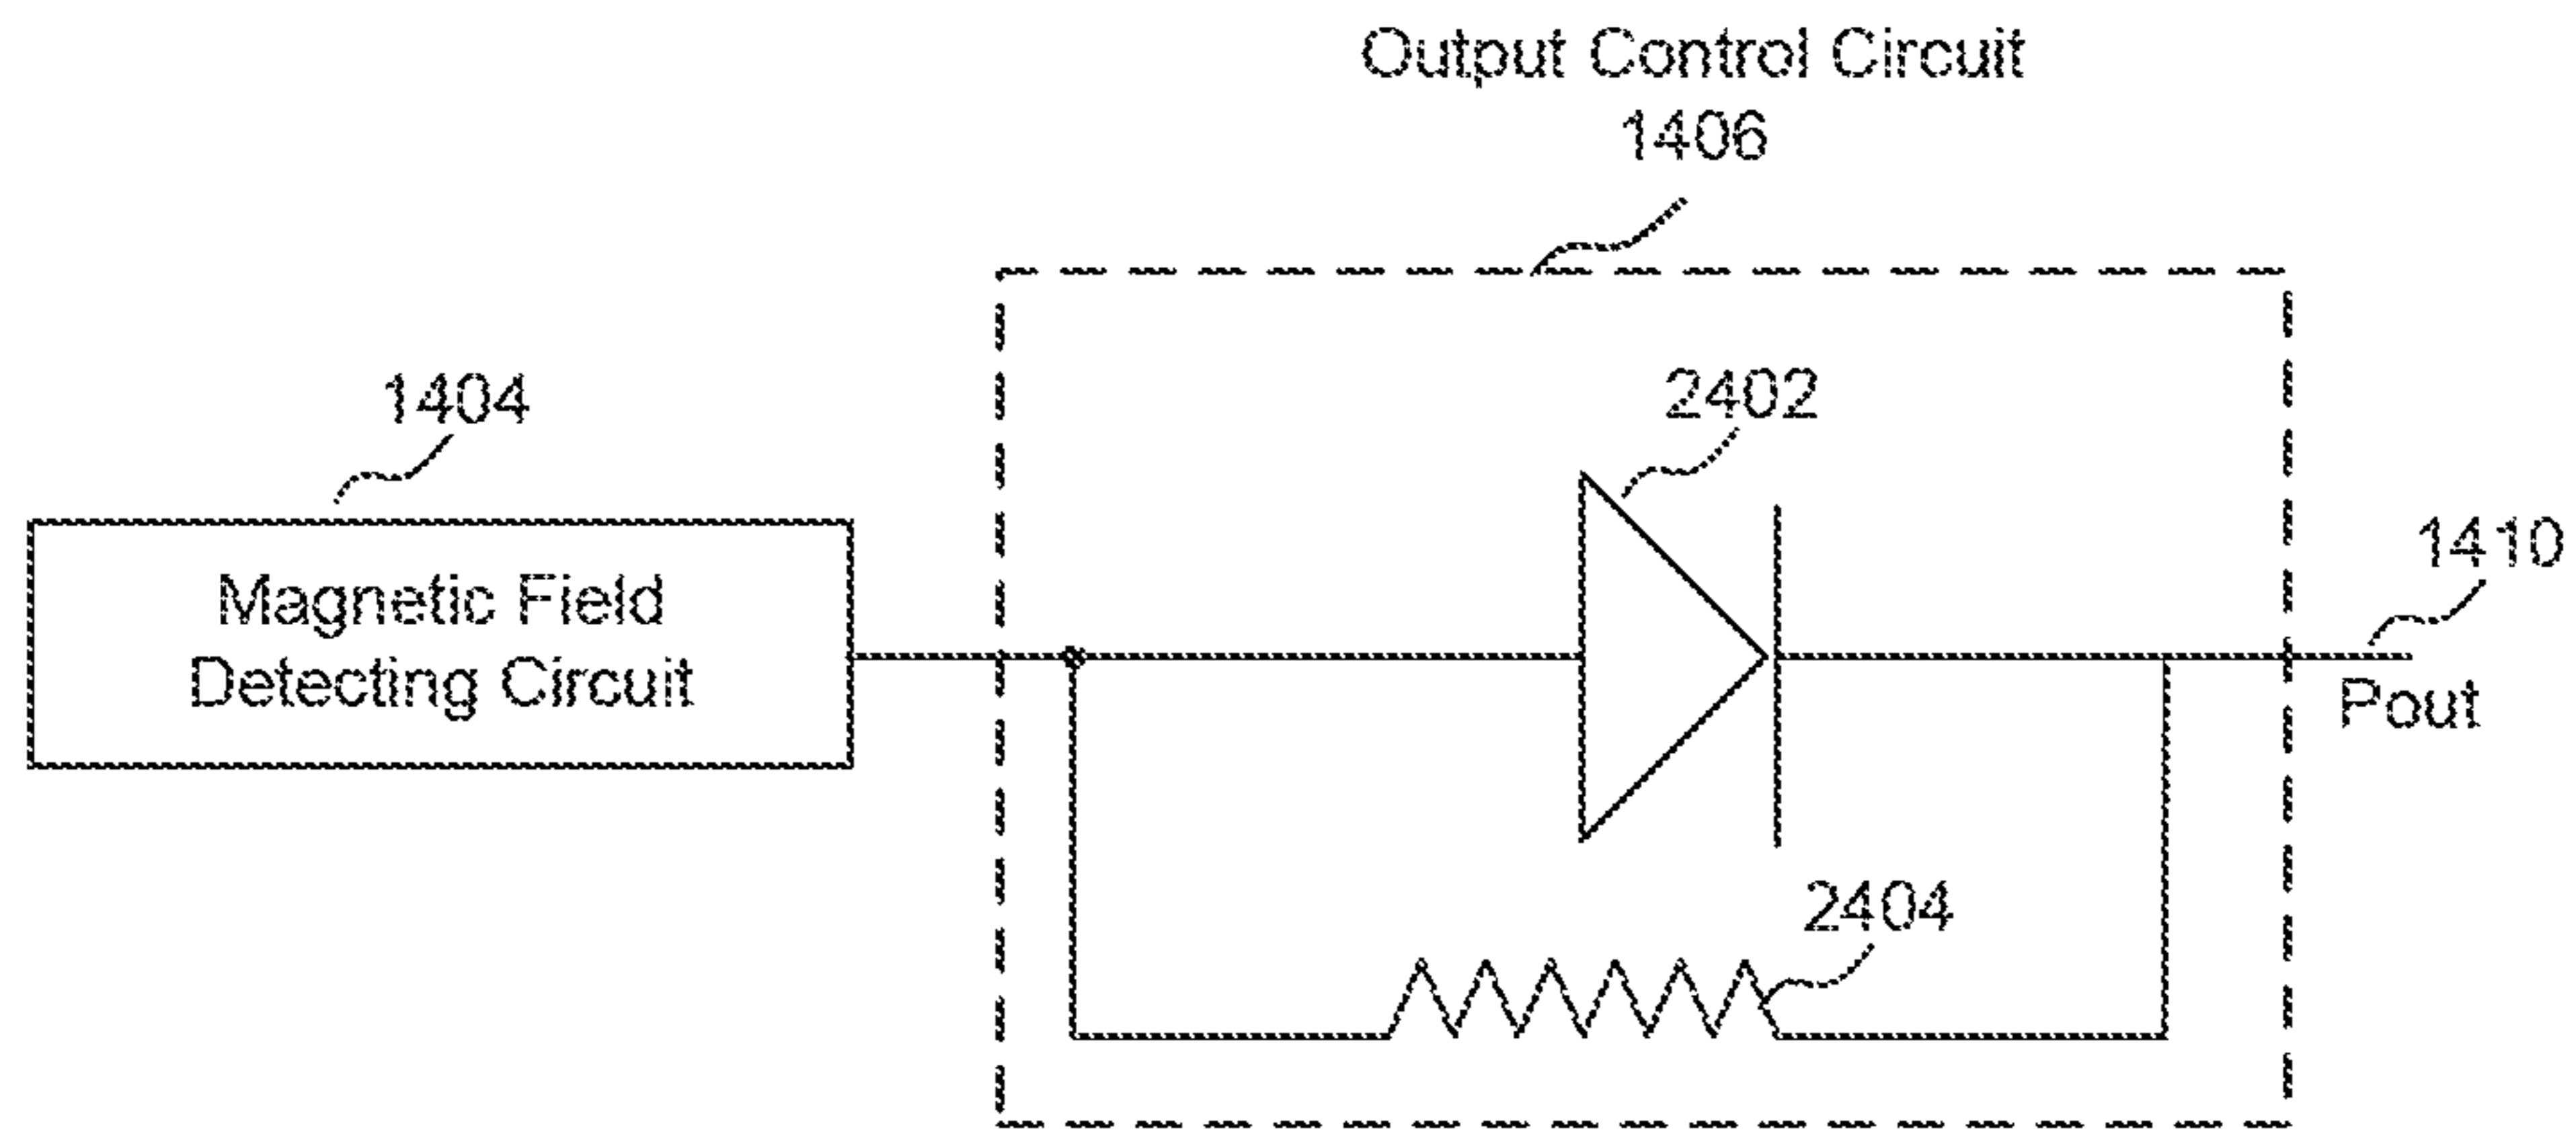 Output Control Circuit
1406
1404
2402
1410
Magnetic Field
Detecting Circuit
Pout
2404